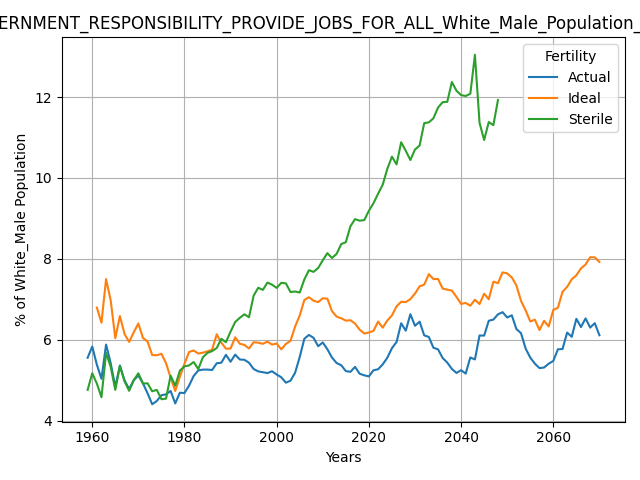 ERNMENT_RESPONSIBILITY_PROVIDE_JOBS_FOR_ALL_White_Male_Population_
Fertility
Actual
Ideal
Sterile
% of White_Male Population
12
10
8
6
4
1960 1980 2000 2020 2040 2060
Years